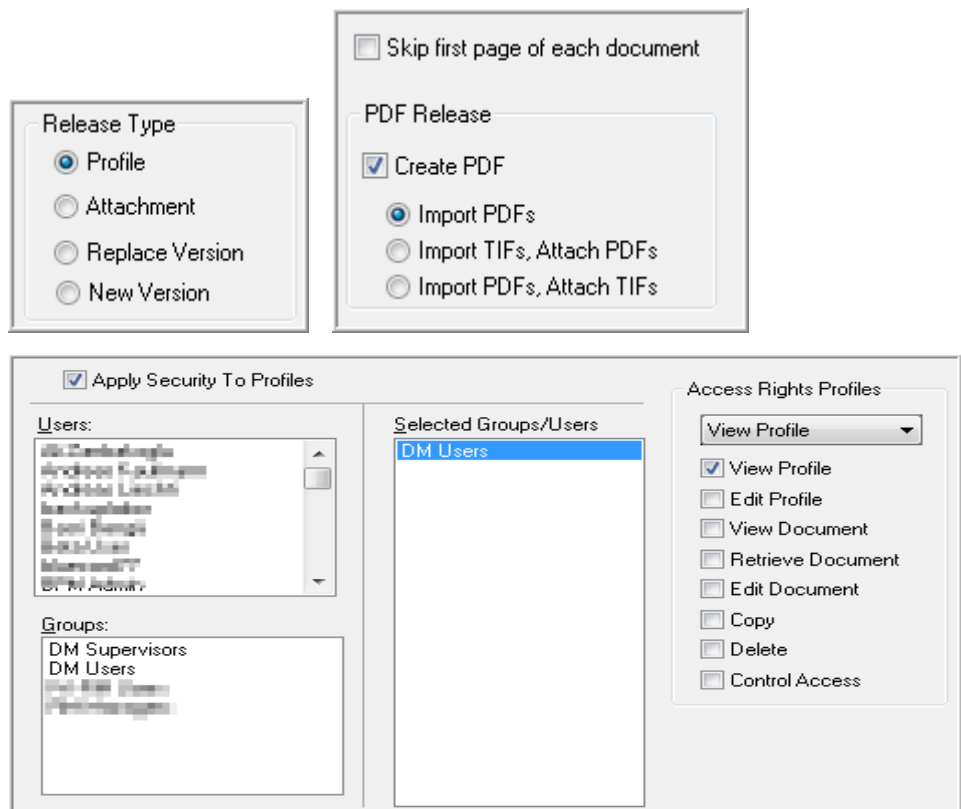 Release Type
Profile
Attachment
Replace Version
New Version
Skip first page of each document
PDF Release
Create PDF
Import PDFs
Import TIFs, Attach PDFs
Import PDFs, Attach TIFs
Apply Security To Profiles
Users:
Groups:
DM Supervisors
DM Users
Selected Groups/Users
DM Users
Access Rights Profiles
View Profile
View Profile
Edit Profile
View Document
Retrieve Document
Edit Document
Copy
Delete
Control Access